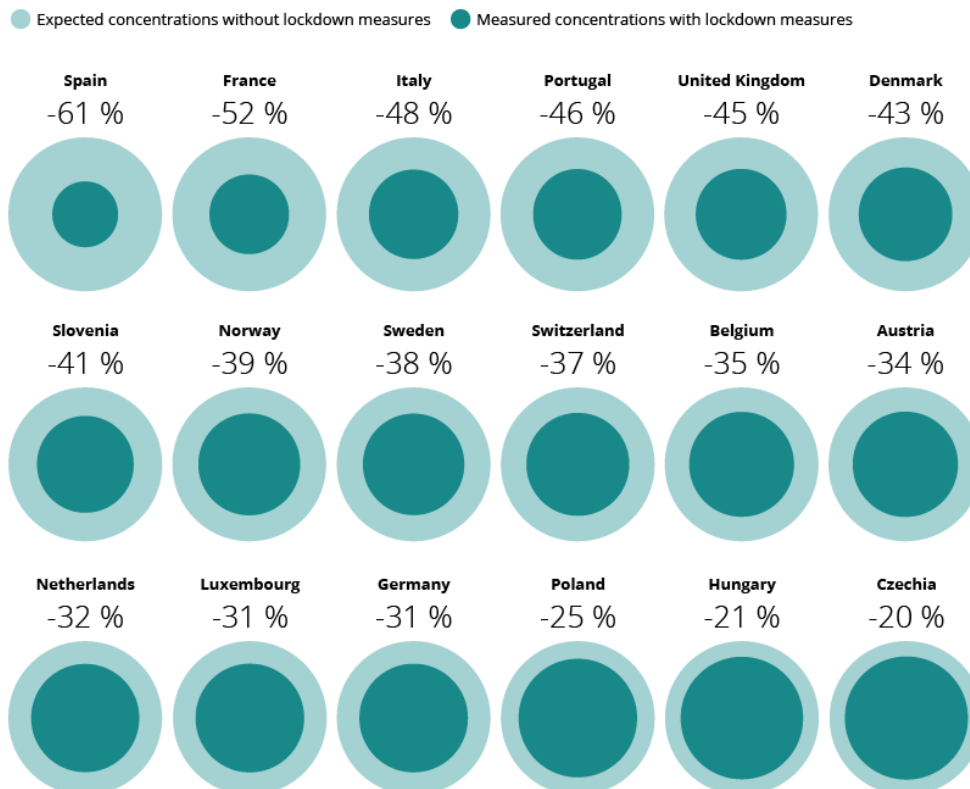 Expected concentrations without lockdown measures Measured concentrations with lockdown measures
Spain France Italy Portugal United Kingdom Denmark
-61 % -52 % -48 % -46 % -45 % -43 %
Slovenia Norway Sweden Switzerland Belgium Austria
-41 % -39 % -38 % -37 % -35 % -34 %
Netherlands Luxembourg Germany Poland Hungary Czechia
-32 % -31 % -31 % -25 % -21 % -20 %